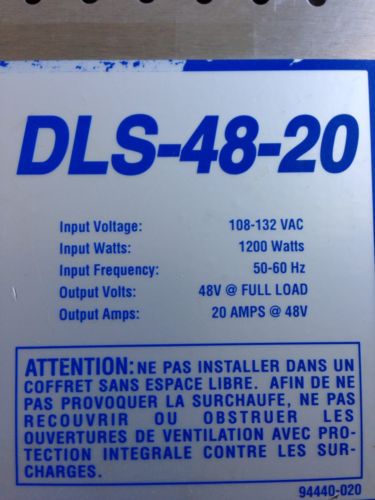 DLS-48-20
Input Voltage: 108-132 VAC
Input Watts: 1200 Watts
Input Frequency: 50-60 Hz
Output Volts: 48V @ FULL LOAD
Output Amps: 20 AMPS @ 48V
ATTENTION: NE PAS INSTALLER DANS UN
COFFRET SANS ESPACE LIBRE. AFIN DE NE
PAS PROVOQUER LA SURCHAUFE, NE PAS
RECOUVRIR OU OBSTRUER LES
OUVERTURES DE VENTILATION AVEC PRO-
TECTION INTEGRALE CONTRE LES SUR-
CHARGES.
94440-020